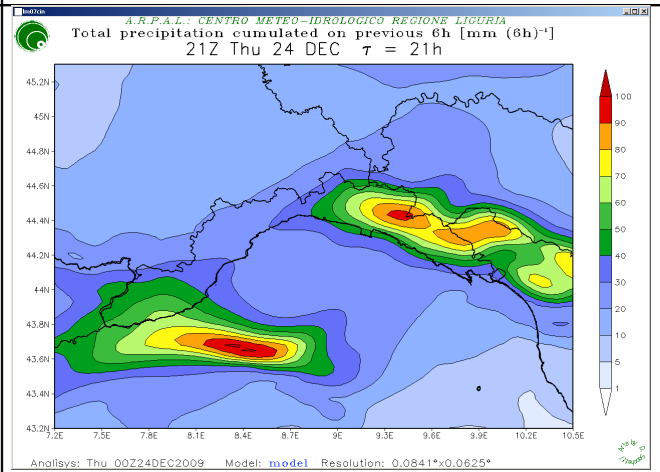 lm07cin
A.R.P.A.L.: CENTRO METEO-IDROLOGICO REGIONE LIGURIA
Total precipitation cumulated on previous 6h [mm (6h)⁻¹]
21Z Thu 24 DEC τ = 21h
45.2N
45N
44.8N
44.6N
44.4N
44.2N
44N
43.8N
43.6N
43.4N
43.2N
7.2E 7.5E 7.8E 8.1E 8.4E 8.7E 9E 9.3E 9.6E 9.9E 10.2E 10.5E
100
90
80
70
60
50
40
30
20
10
5
1
Analisys: Thu 00Z24DEC2009 Model: model Resolution: 0.0841°x0.0625°